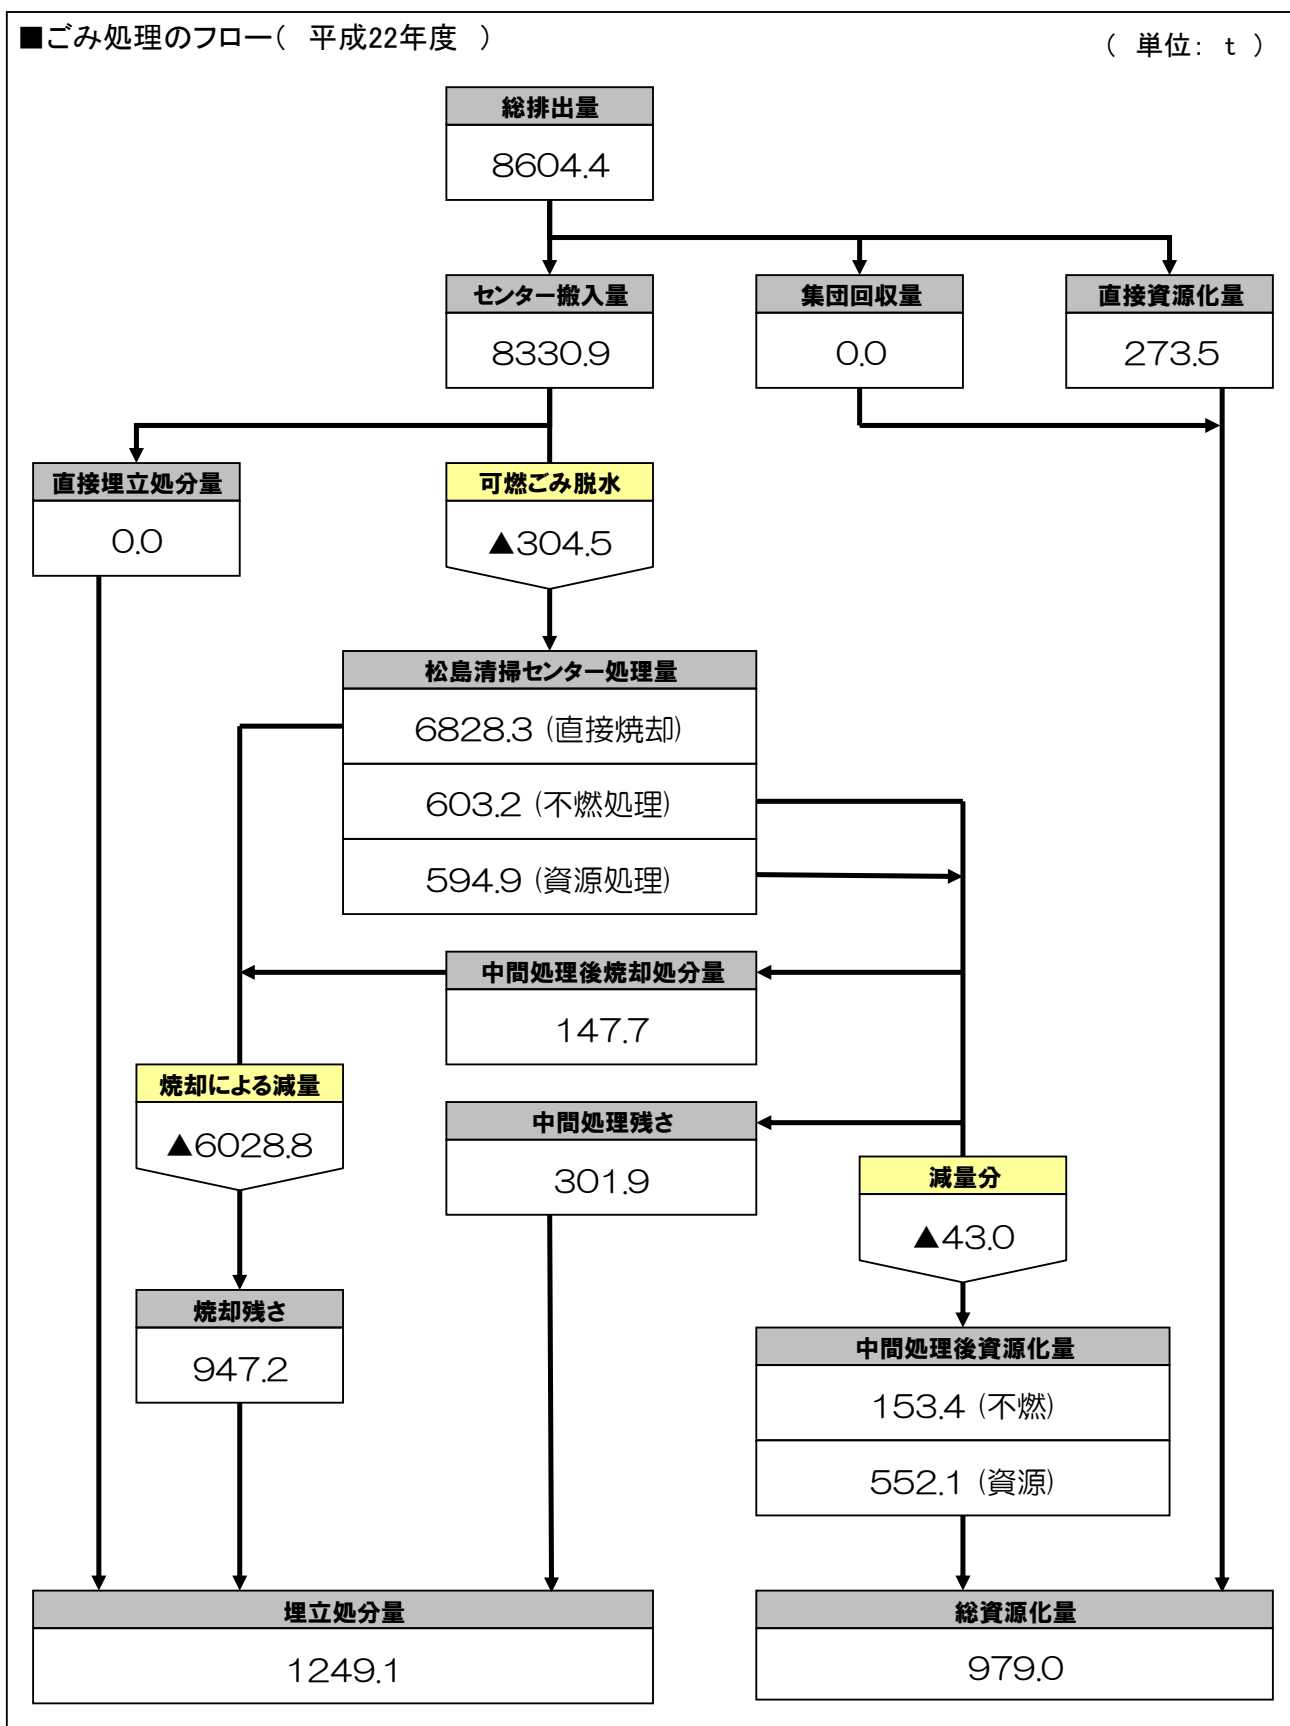 ■ごみ処理のフロー( 平成22年度 )
( 単位: t )
総排出量
8604.4
センター搬入量
8330.9
集団回収量
0.0
直接資源化量
273.5
直接埋立処分量
0.0
可燃ごみ脱水
▲304.5
松島清掃センター処理量
6828.3 (直接焼却)
603.2 (不燃処理)
594.9 (資源処理)
中間処理後焼却処分量
147.7
焼却による減量
▲6028.8
中間処理残さ
301.9
減量分
▲43.0
焼却残さ
947.2
中間処理後資源化量
153.4 (不燃)
552.1 (資源)
埋立処分量
1249.1
総資源化量
979.0